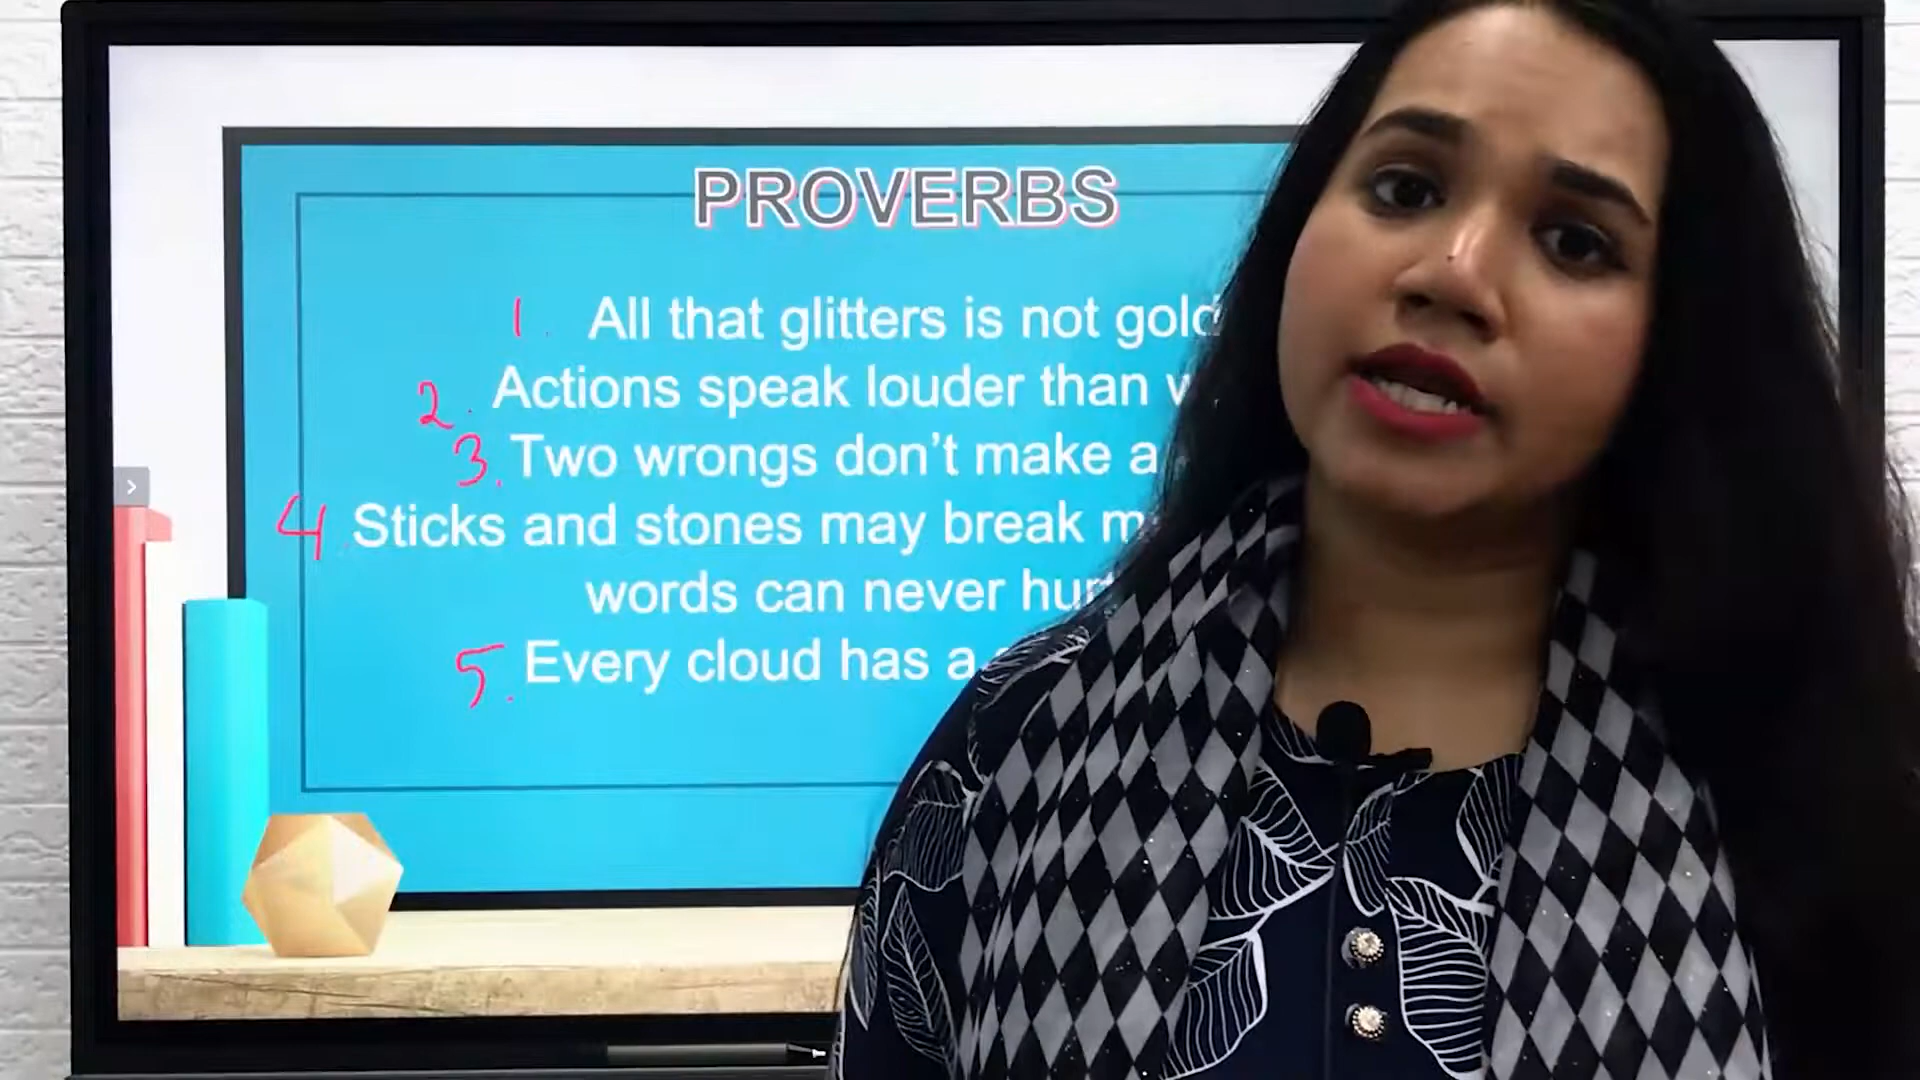 PROVERBS
1. All that glitters is not gold
2. Actions speak louder than
3. Two wrongs don't make a
4. Sticks and stones may break
words can never hurt
5. Every cloud has a